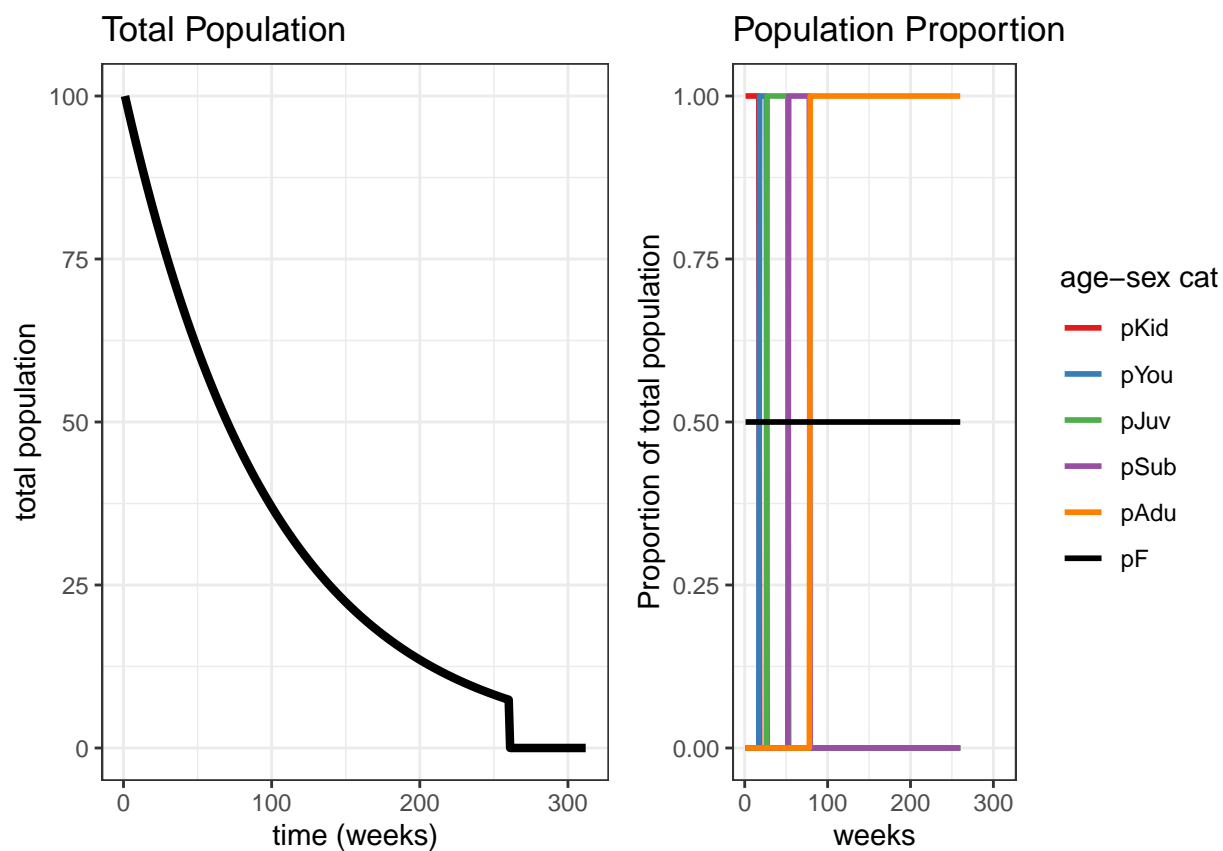 Total Population
total population
100
75
50
25
0
0 100 200 300
time (weeks)
Population Proportion
Proportion of total population
1.00
0.75
0.50
0.25
0.00
0 100 200 300
weeks
age−sex cat
pKid
pYou
pJuv
pSub
pAdu
pF